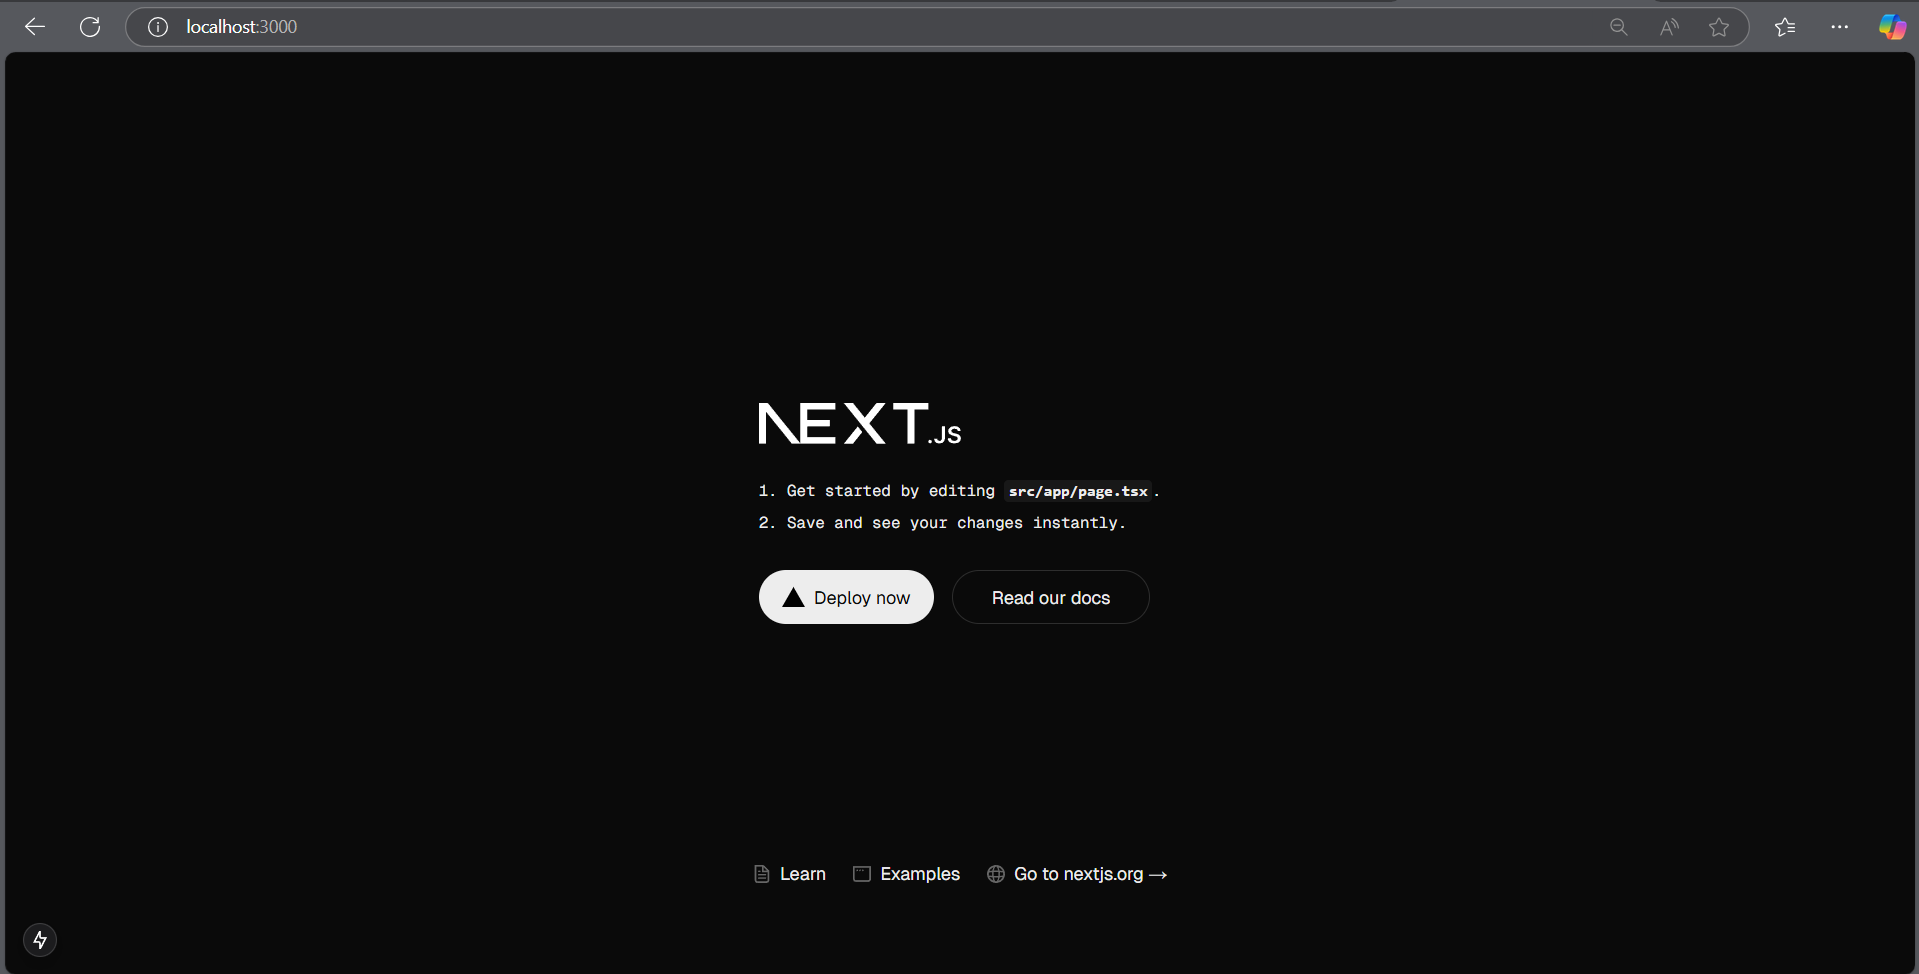 localhost:3000
NEXT.JS
1. Get started by editing src/app/page.tsx.
2. Save and see your changes instantly.
Deploy now Read our docs
Learn Examples Go to nextjs.org →